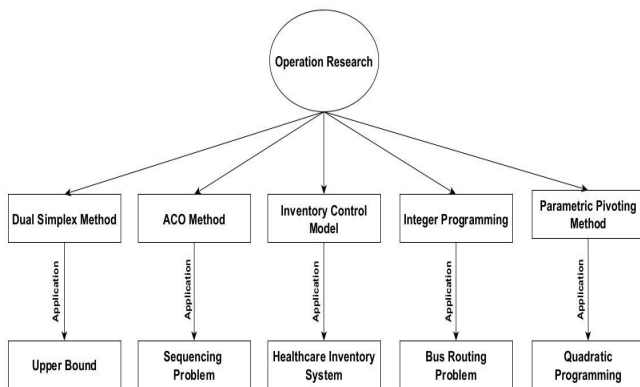 Operation Research
Dual Simplex Method
ACO Method
Inventory Control
Model
Integer Programming
Parametric Pivoting
Method
Application
Application
Application
Application
Application
Upper Bound
Sequencing
Problem
Healthcare Inventory
System
Bus Routing
Problem
Quadratic
Programming